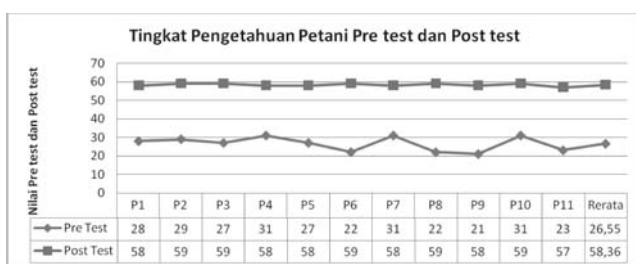 Tingkat Pengetahuan Petani Pre test dan Post test
Nilai Pre test dan Post test
70
60
50
40
30
20
10
0
P1 P2 P3 P4 P5 P6 P7 P8 P9 P10 P11 Rerata
Pre Test 28 29 27 31 27 22 31 22 21 31 23 26,55
Post Test 58 59 59 58 58 59 58 59 58 59 57 58,36